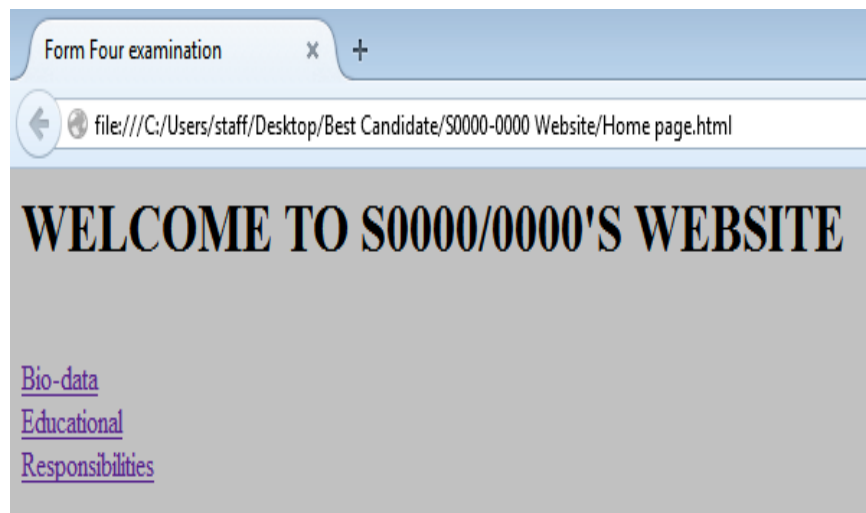 Form Four examination
file:///C:/Users/staff/Desktop/Best Candidate/S0000-0000 Website/Home page.html
WELCOME TO S0000/0000'S WEBSITE
Bio-data
Educational
Responsibilities